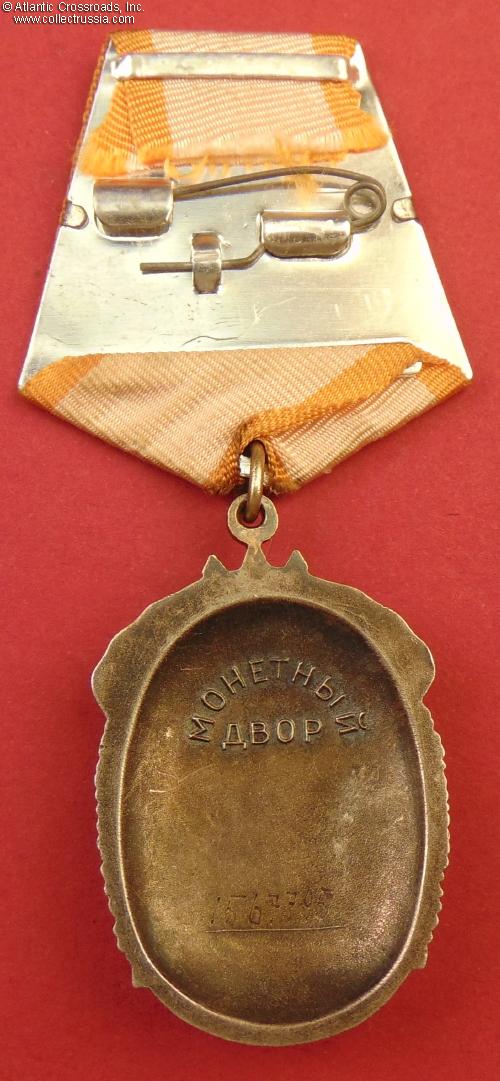 © Atlantic Crossroads, Inc.
www.collectrussia.com
МОНЕТНЫЙ
ДВОР